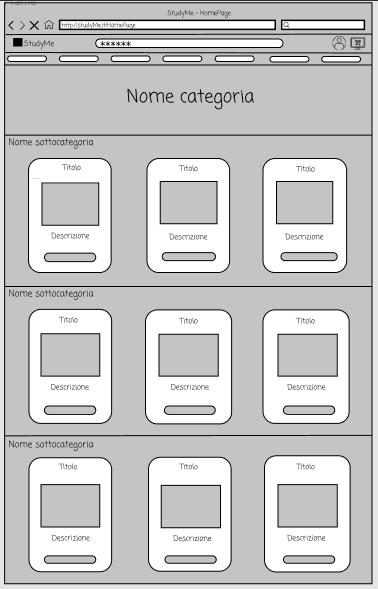 StudyMe - HomePage
http://studyMe.it#HomePage
StudyMe
******
Nome categoria
Nome sottocategoria
Titolo Titolo Titolo
Descrizione Descrizione Descrizione
Nome sottocategoria
Titolo Titolo Titolo
Descrizione Descrizione Descrizione
Nome sottocategoria
Titolo Titolo Titolo
Descrizione Descrizione Descrizione